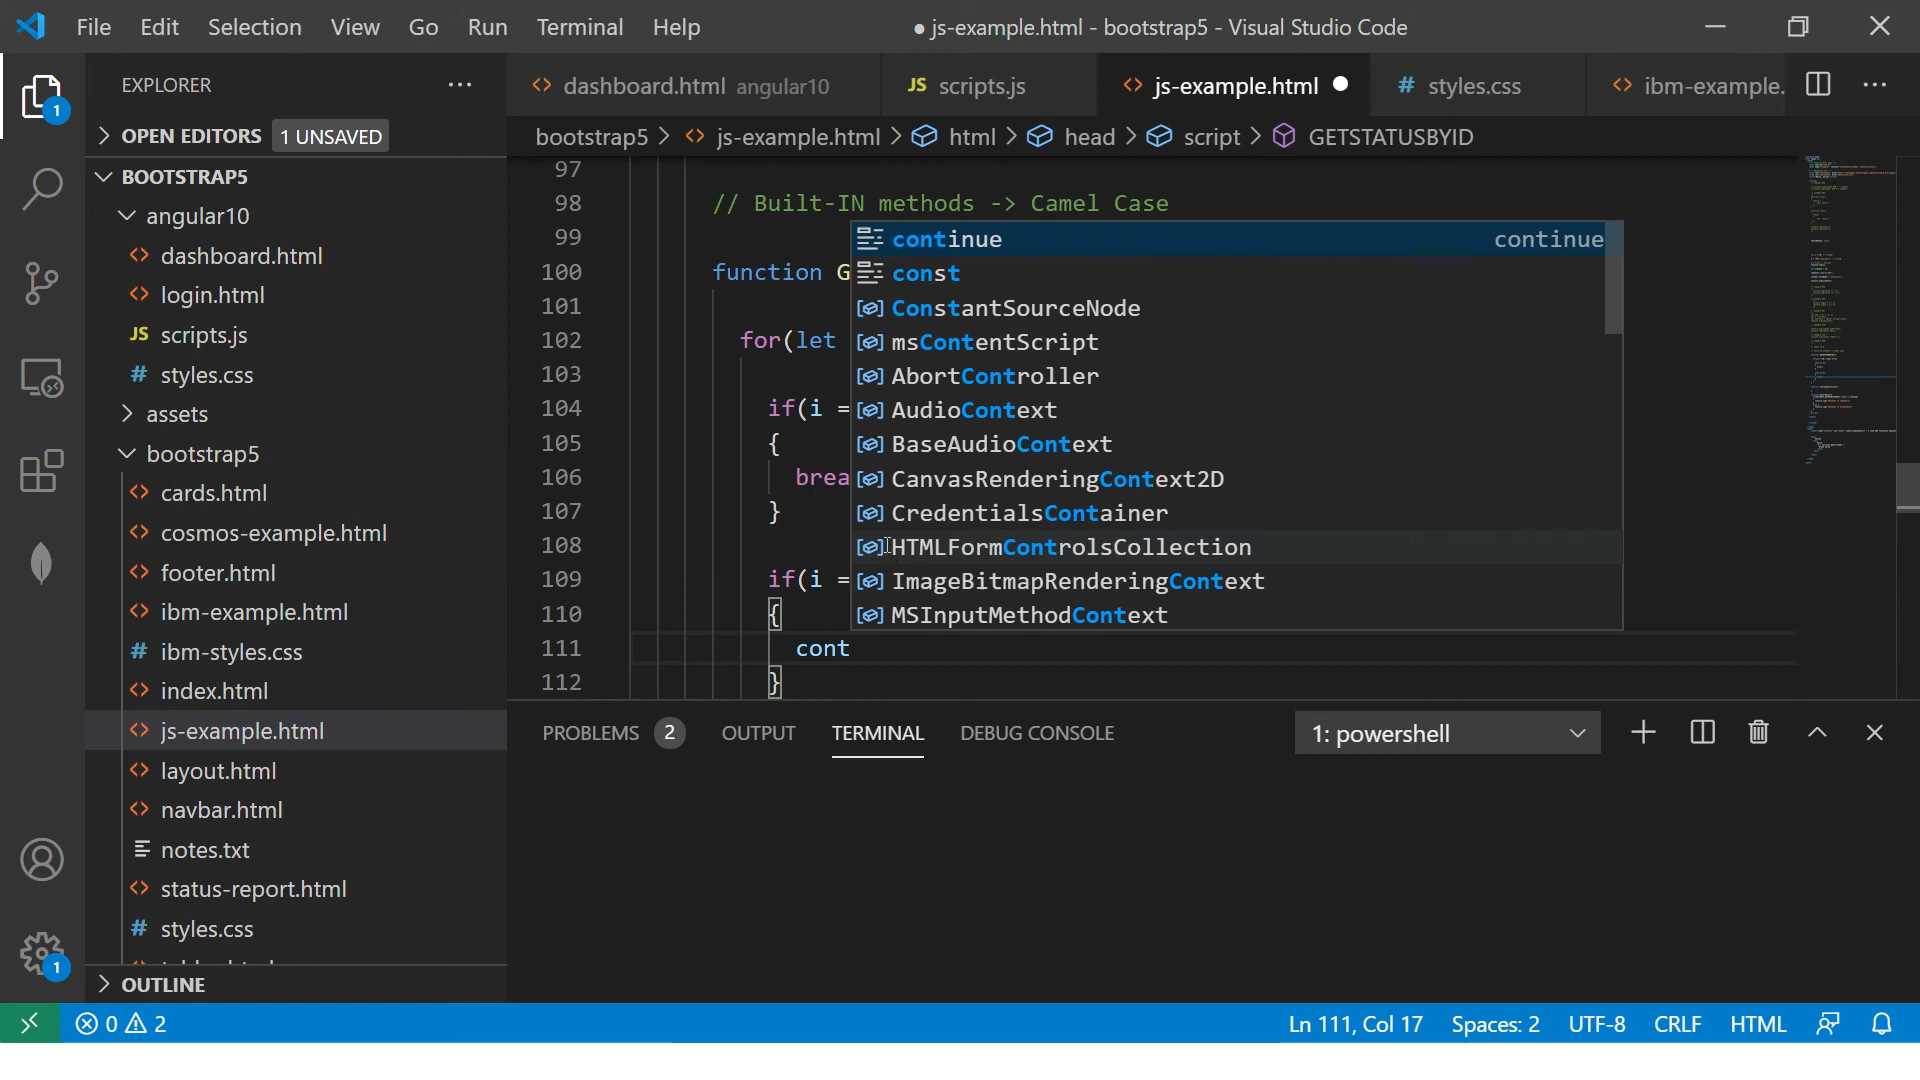 File Edit Selection View Go Run Terminal Help
● js-example.html - bootstrap5 - Visual Studio Code
EXPLORER
dashboard.html angular10
JS scripts.js
js-example.html
# styles.css
ibm-example.
1
OPEN EDITORS 1 UNSAVED
bootstrap5 > js-example.html > html > head > script > GETSTATUSBYID
BOOTSTRAP5
angular10
dashboard.html
login.html
JS scripts.js
# styles.css
assets
bootstrap5
cards.html
cosmos-example.html
footer.html
ibm-example.html
# ibm-styles.css
index.html
js-example.html
layout.html
navbar.html
notes.txt
status-report.html
# styles.css
OUTLINE
1
97
98 // Built-IN methods -> Camel Case
99
100 function G
101
102 for(let
103
104 if(i =
105 {
106 brea
107 }
108
109 if(i =
110 {
111 cont
112 }
continue continue
const
ConstantSourceNode
msContentScript
AbortController
AudioContext
BaseAudioContext
CanvasRenderingContext2D
CredentialsContainer
HTMLFormControlsCollection
ImageBitmapRenderingContext
MSInputMethodContext
PROBLEMS 2 OUTPUT TERMINAL DEBUG CONSOLE
1: powershell
0 2
Ln 111, Col 17 Spaces: 2 UTF-8 CRLF HTML